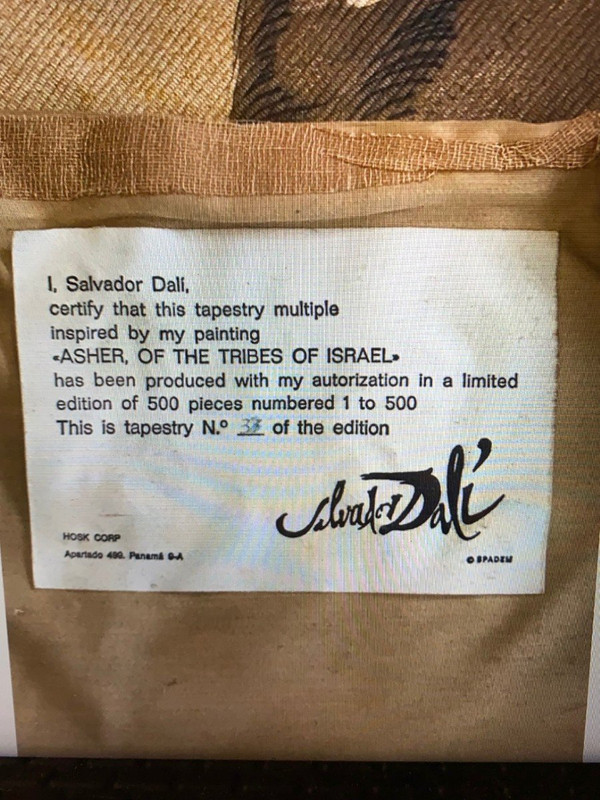 I, Salvador Dalí,
certify that this tapestry multiple
inspired by my painting
«ASHER, OF THE TRIBES OF ISRAEL»
has been produced with my autorization in a limited
edition of 500 pieces numbered 1 to 500
This is tapestry N.º of the edition
Salvador Dalí
HOSK CORP
Apartado 490. Panamá 9-A
© SPADEM